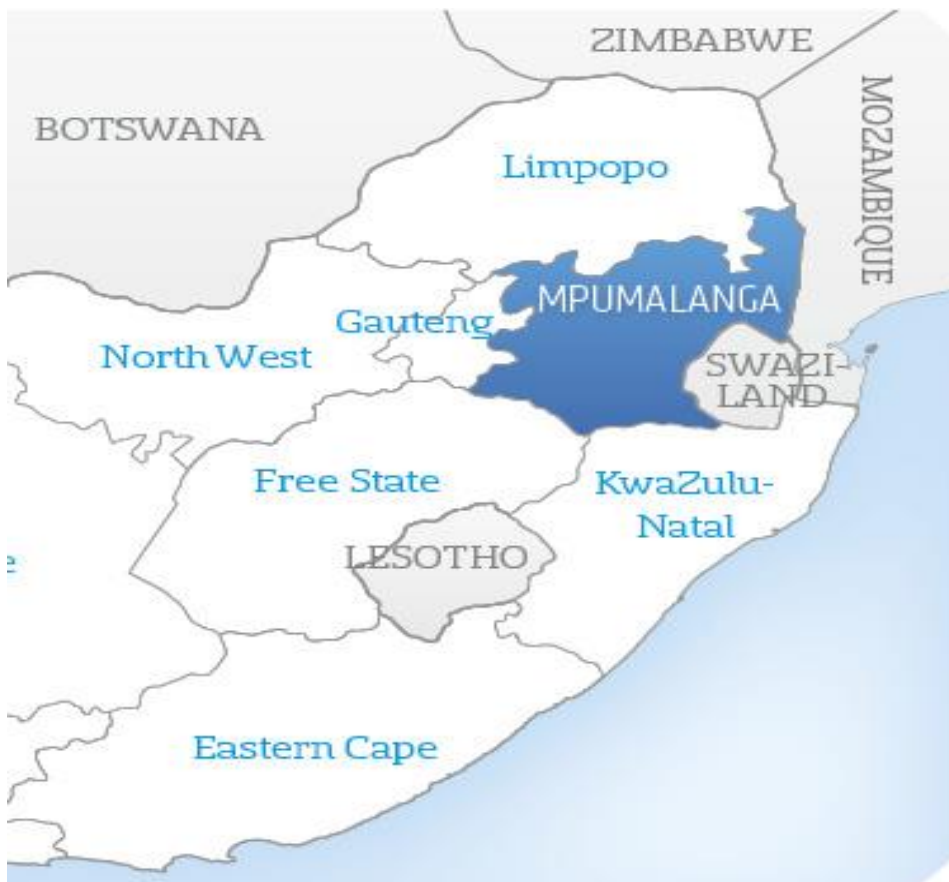 ZIMBABWE
BOTSWANA
MOZAMBIQUE
Limpopo
MPUMALANGA
Gauteng
North West
SWAZI-
LAND
Free State
KwaZulu-
Natal
LESOTHO
e
Eastern Cape